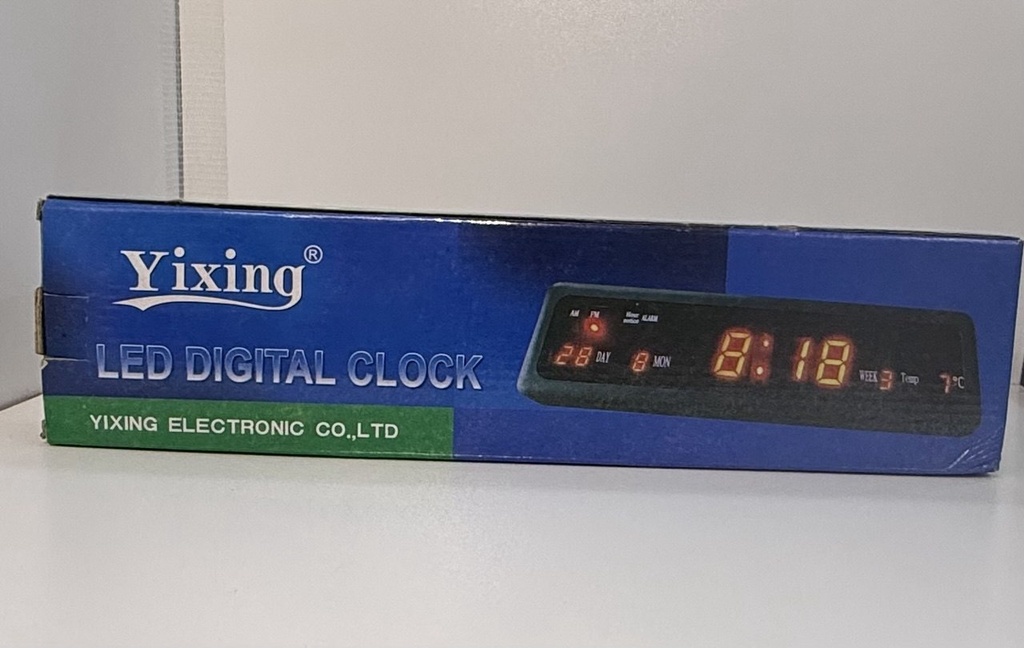 Yixing®
LED DIGITAL CLOCK
YIXING ELECTRONIC CO.,LTD
AM PM
Hour
ALARM
28 DAY 8 MON
8:18
WEEK 3 Temp 7°C